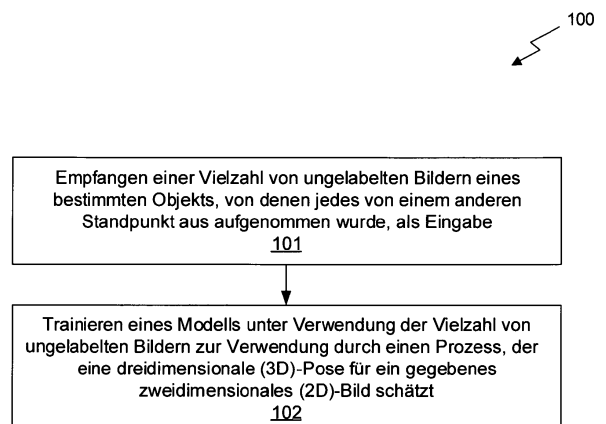 100
Empfangen einer Vielzahl von ungelabelten Bildern eines
bestimmten Objekts, von denen jedes von einem anderen
Standpunkt aus aufgenommen wurde, als Eingabe
101
Trainieren eines Modells unter Verwendung der Vielzahl von
ungelabelten Bildern zur Verwendung durch einen Prozess, der
eine dreidimensionale (3D)-Pose für ein gegebenes
zweidimensionales (2D)-Bild schätzt
102